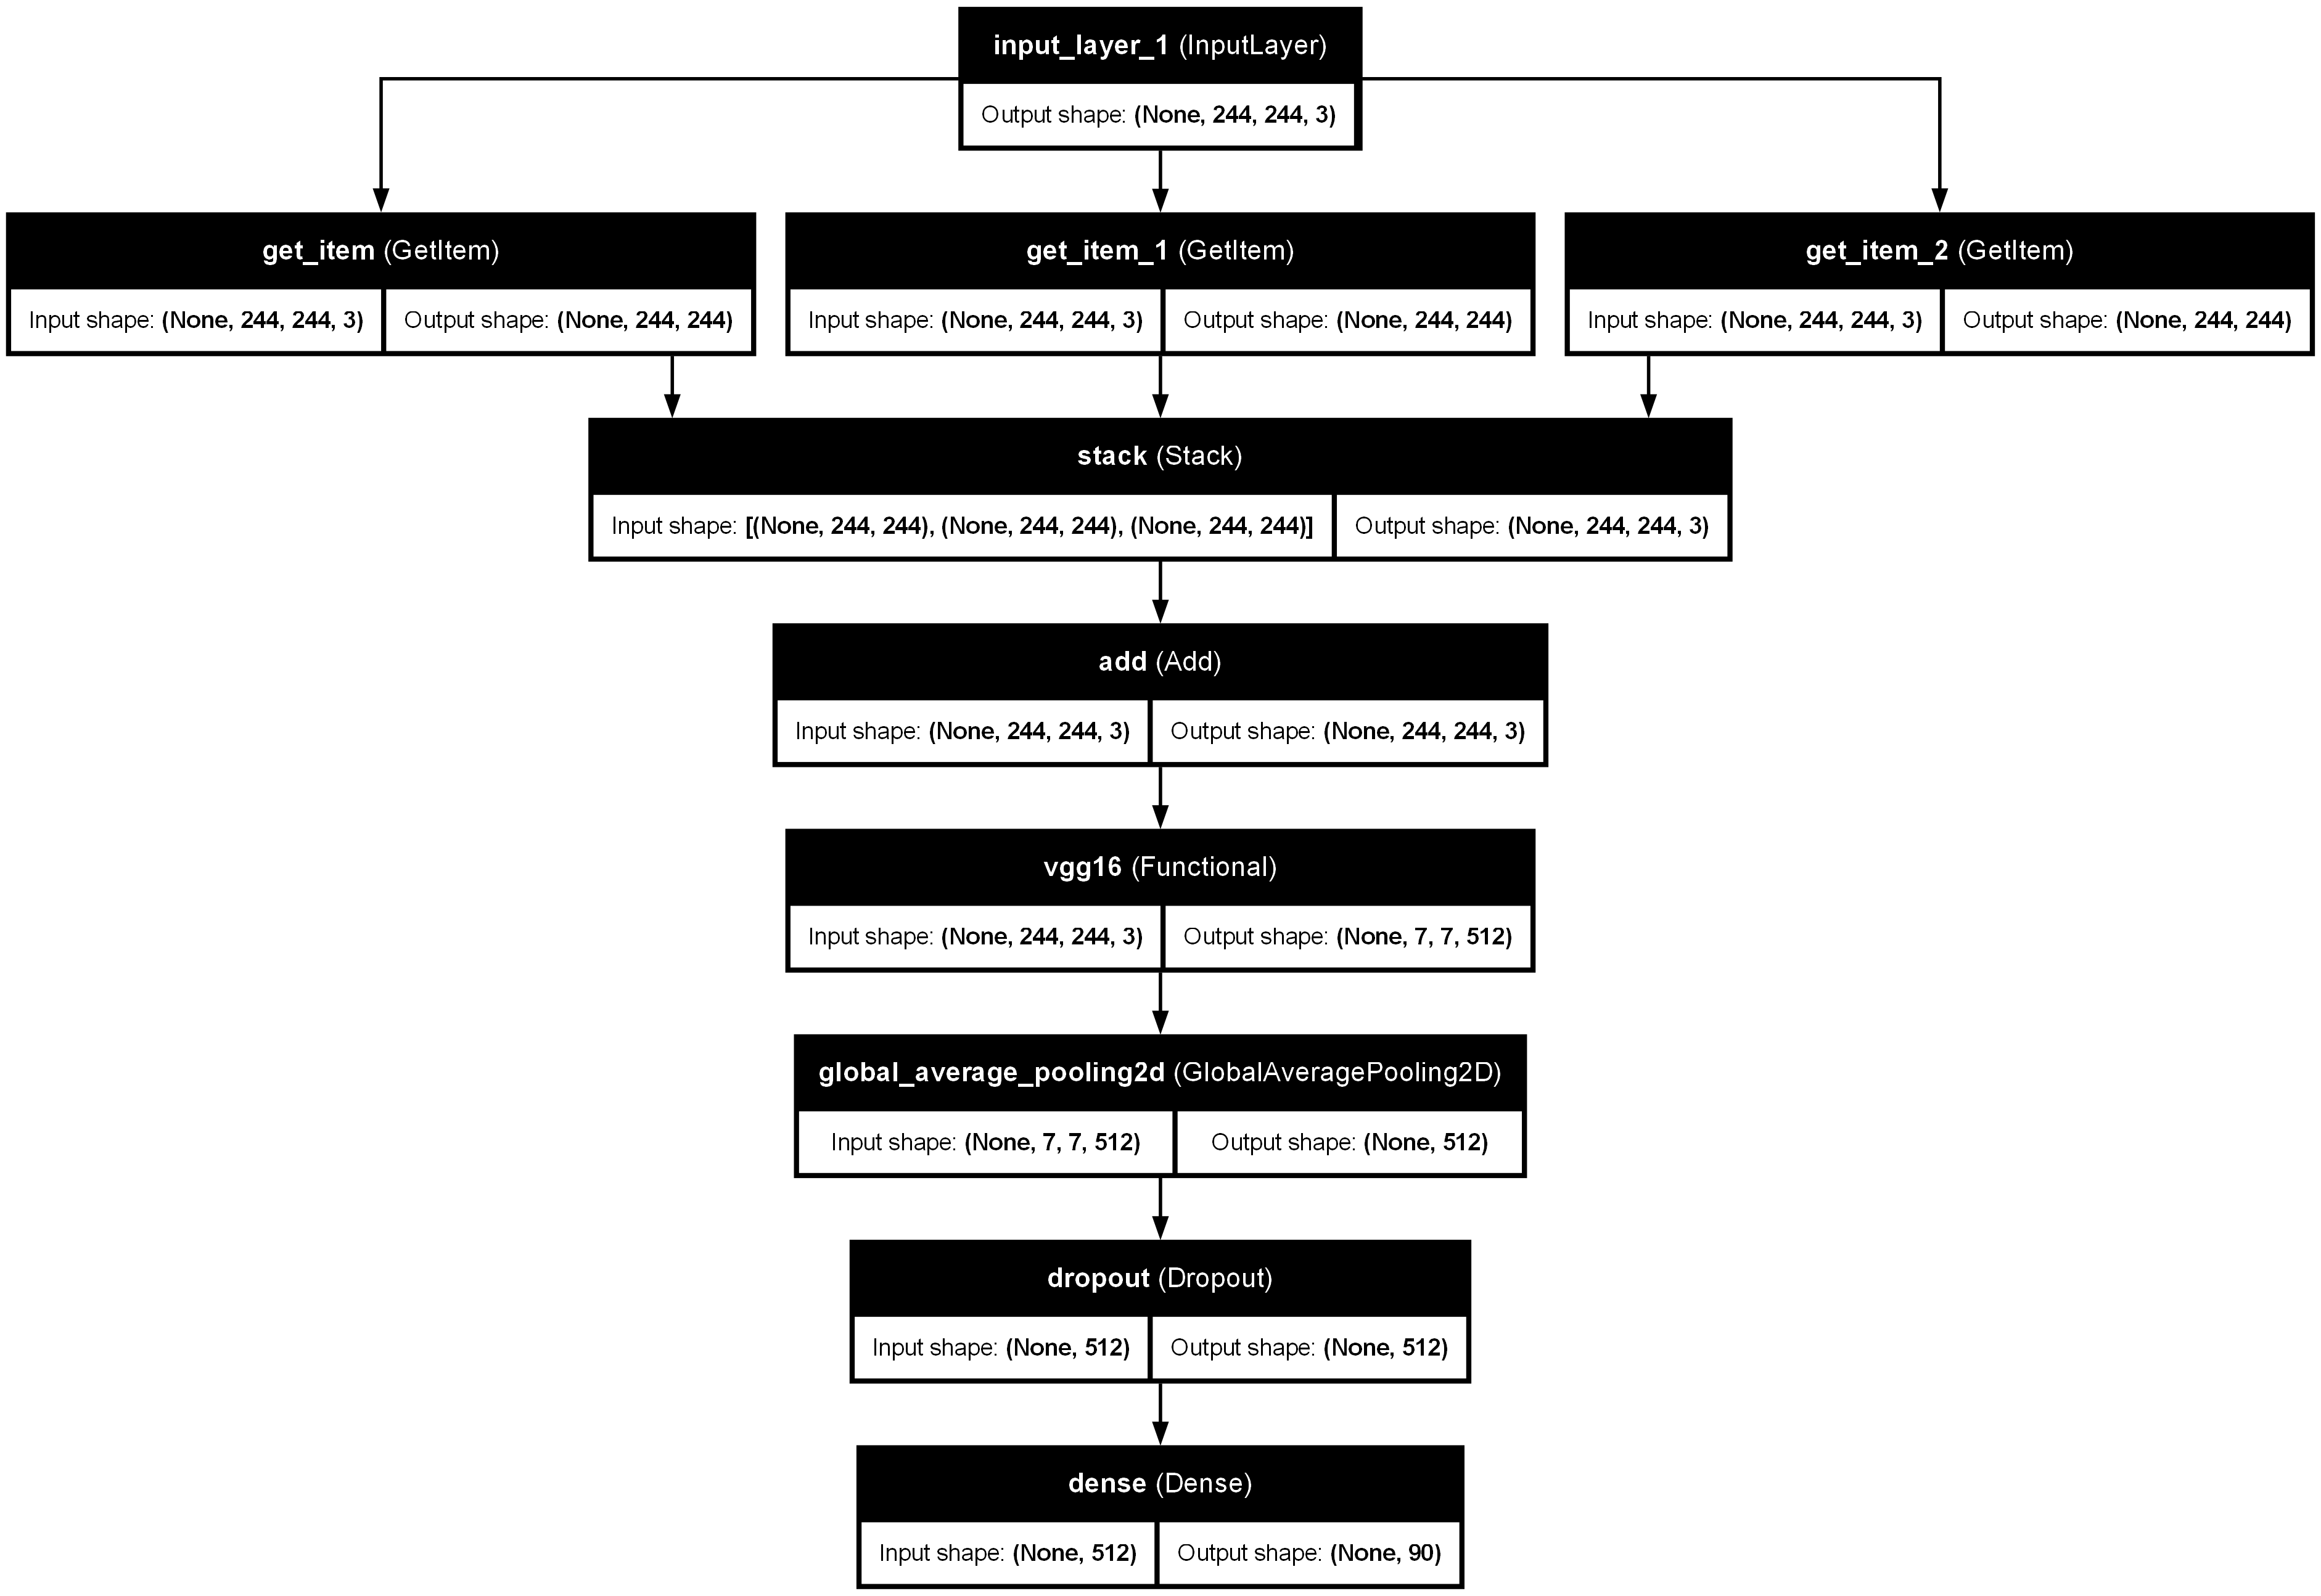 input_layer_1 (InputLayer)
Output shape: (None, 244, 244, 3)
get_item (GetItem)
Input shape: (None, 244, 244, 3)
Output shape: (None, 244, 244)
get_item_1 (GetItem)
Input shape: (None, 244, 244, 3)
Output shape: (None, 244, 244)
get_item_2 (GetItem)
Input shape: (None, 244, 244, 3)
Output shape: (None, 244, 244)
stack (Stack)
Input shape: [(None, 244, 244), (None, 244, 244), (None, 244, 244)]
Output shape: (None, 244, 244, 3)
add (Add)
Input shape: (None, 244, 244, 3)
Output shape: (None, 244, 244, 3)
vgg16 (Functional)
Input shape: (None, 244, 244, 3)
Output shape: (None, 7, 7, 512)
global_average_pooling2d (GlobalAveragePooling2D)
Input shape: (None, 7, 7, 512)
Output shape: (None, 512)
dropout (Dropout)
Input shape: (None, 512)
Output shape: (None, 512)
dense (Dense)
Input shape: (None, 512)
Output shape: (None, 90)